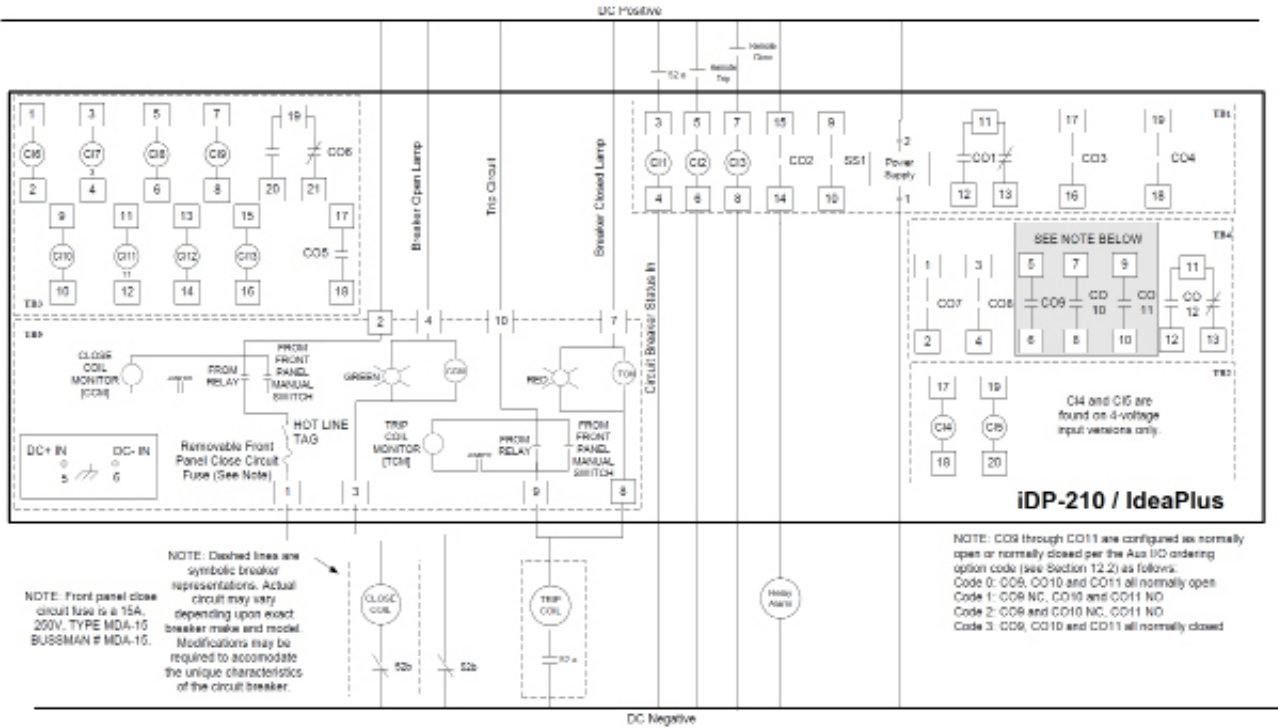 DC Positive
Remote
Close
52 a
Remote
Trip
1
3
5
7
19
3
5
7
15
9
2
11
17
19
TB1
CI6
CI7
CI8
CI9
CO6
CI1
CI2
CI3
CO2
SS1
Power
Supply
CO1
CO3
CO4
3
2
4
6
8
20
21
4
6
8
14
10
1
12
13
16
18
9
11
13
15
17
CI10
CI11
CI12
CI13
CO5
11
10
12
14
16
18
TB3
Breaker Open Lamp
Trip Circuit
Breaker Closed Lamp
Circuit Breaker Status In
TB4
SEE NOTE BELOW
1
3
5
7
9
11
CO7
CO8
CO9
CO
10
CO
11
CO
12
2
4
6
8
10
12
13
TB5
2
4
10
7
CLOSE
COIL
MONITOR
[CCM]
JUMPER
FROM
RELAY
FROM
FRONT
PANEL
MANUAL
SWITCH
GREEN
CCM
RED
TCM
HOT LINE
TAG
TRIP
COIL
MONITOR
[TCM]
JUMPER
FROM
RELAY
FROM
FRONT
PANEL
MANUAL
SWITCH
Removable Front
Panel Close Circuit
Fuse (See Note)
DC+ IN
DC- IN
5
6
1
3
9
8
TB2
17
19
CI4
CI5
18
20
CI4 and CI5 are
found on 4-voltage
input versions only.
iDP-210 / IdeaPlus
NOTE: Front panel close
circuit fuse is a 15A,
250V, TYPE MDA-15
BUSSMAN # MDA-15.
NOTE: Dashed lines are
symbolic breaker
representations. Actual
circuit may vary
depending upon exact
breaker make and model.
Modifications may be
required to accomodate
the unique characteristics
of the circuit breaker.
CLOSE
COIL
52b
52b
TRIP
COIL
52 a
Relay
Alarm
NOTE: CO9 through CO11 are configured as normally
open or normally closed per the Aux I/O ordering
option code (see Section 12.2) as follows:
Code 0: CO9, CO10 and CO11 all normally open
Code 1: CO9 NC, CO10 and CO11 NO
Code 2: CO9 and CO10 NC, CO11 NO
Code 3: CO9, CO10 and CO11 all normally closed
DC Negative